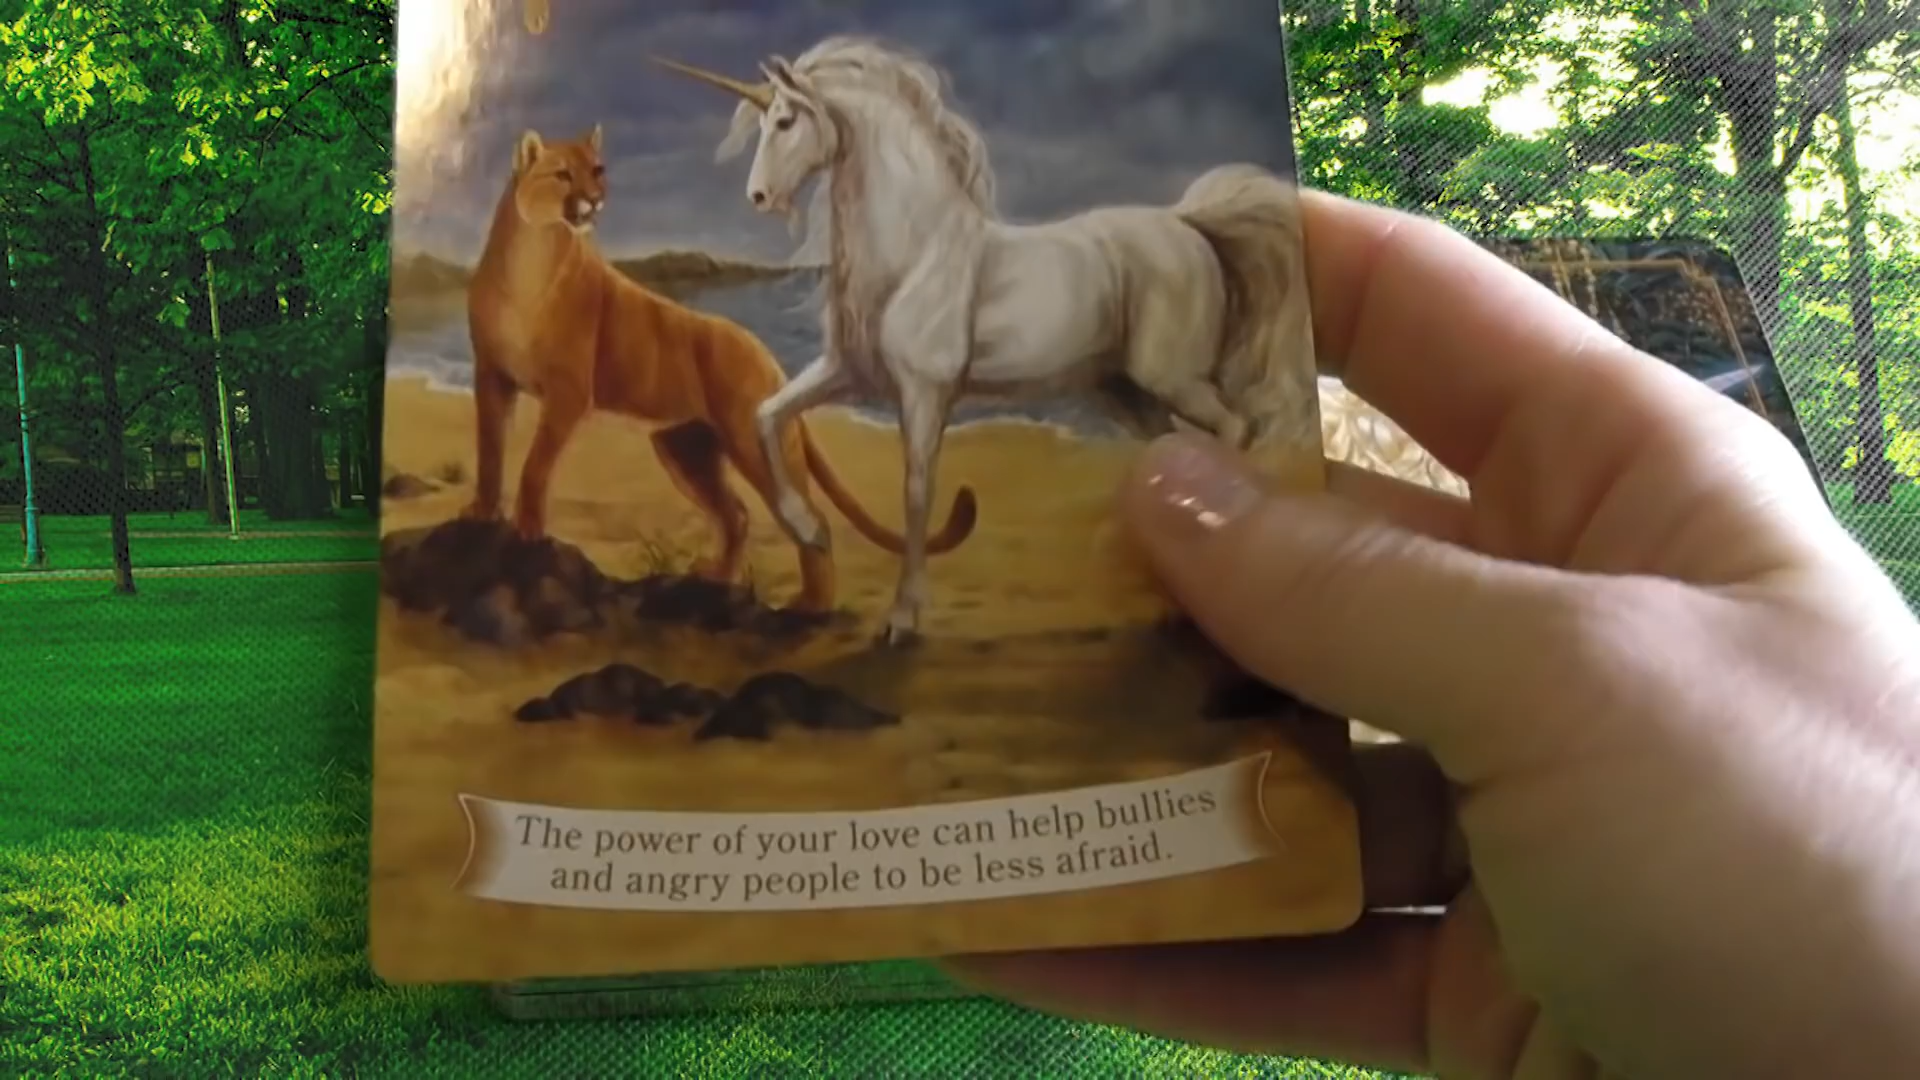 The power of your love can help bullies
and angry people to be less afraid.